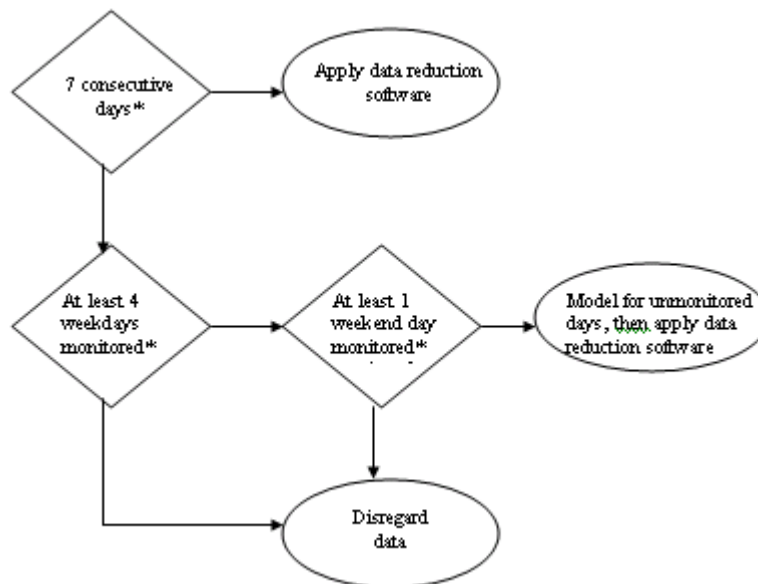 7 consecutive
days*
Apply data reduction
software
At least 4
weekdays
monitored*
At least 1
weekend day
monitored*
Model for unmonitored
days, then apply data
reduction software
Disregard
data